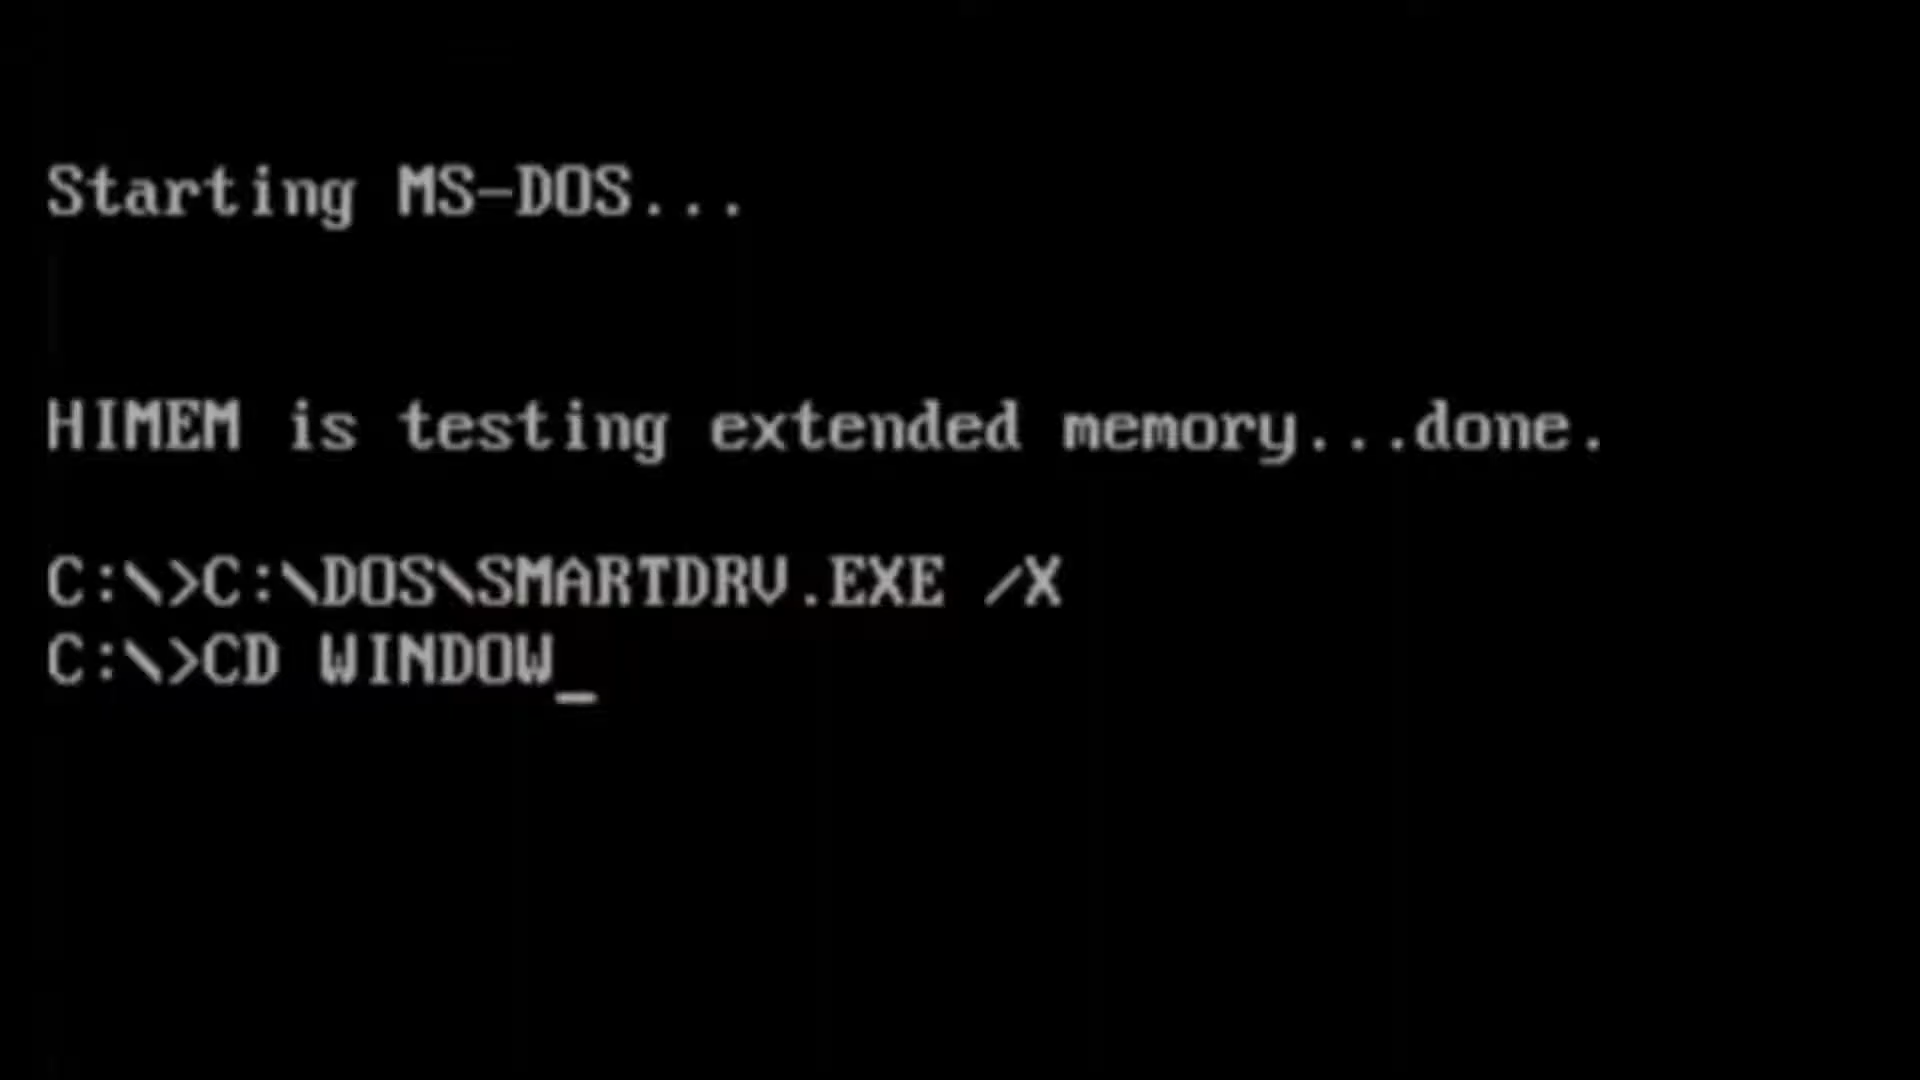 Starting MS-DOS...
HIMEM is testing extended memory...done.
C:\>C:\DOS\SMARTDRV.EXE /X
C:\>CD WINDOW_